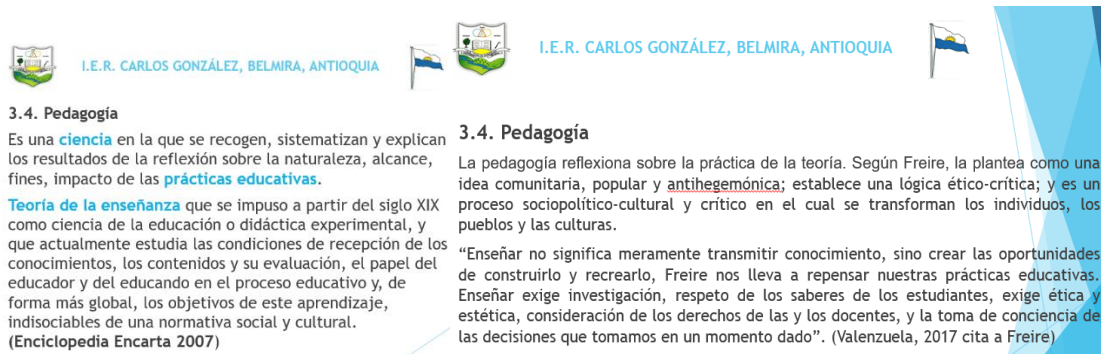 I.E.R. CARLOS GONZÁLEZ, BELMIRA, ANTIOQUIA
3.4. Pedagogía
Es una ciencia en la que se recogen, sistematizan y explican
los resultados de la reflexión sobre la naturaleza, alcance,
fines, impacto de las prácticas educativas.
Teoría de la enseñanza que se impuso a partir del siglo XIX
como ciencia de la educación o didáctica experimental, y
que actualmente estudia las condiciones de recepción de los
conocimientos, los contenidos y su evaluación, el papel del
educador y del educando en el proceso educativo y, de
forma más global, los objetivos de este aprendizaje,
indisociables de una normativa social y cultural.
(Enciclopedia Encarta 2007)
I.E.R. CARLOS GONZÁLEZ, BELMIRA, ANTIOQUIA
3.4. Pedagogía
La pedagogía reflexiona sobre la práctica de la teoría. Según Freire, la plantea como una
idea comunitaria, popular y antihegemónica; establece una lógica ético-crítica; y es un
proceso sociopolítico-cultural y crítico en el cual se transforman los individuos, los
pueblos y las culturas.
“Enseñar no significa meramente transmitir conocimiento, sino crear las oportunidades
de construirlo y recrearlo, Freire nos lleva a repensar nuestras prácticas educativas.
Enseñar exige investigación, respeto de los saberes de los estudiantes, exige ética y
estética, consideración de los derechos de las y los docentes, y la toma de conciencia de
las decisiones que tomamos en un momento dado”. (Valenzuela, 2017 cita a Freire)